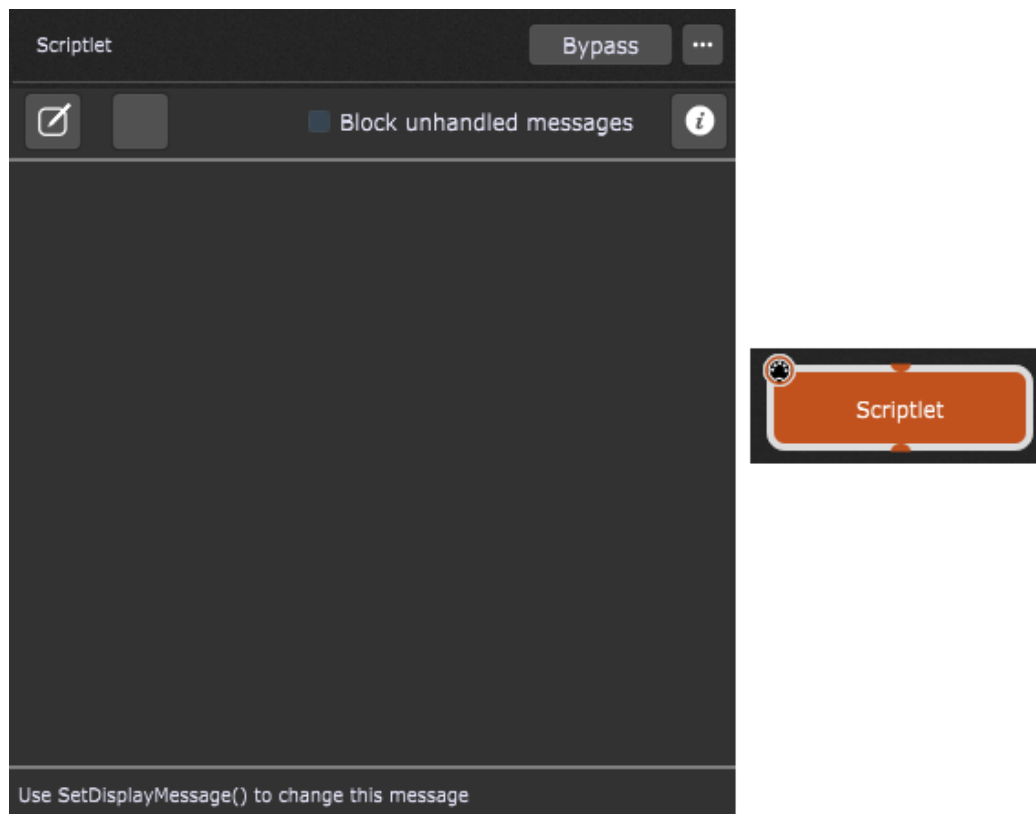 Scriptlet
Bypass
Block unhandled messages
Scriptlet
Use SetDisplayMessage() to change this message